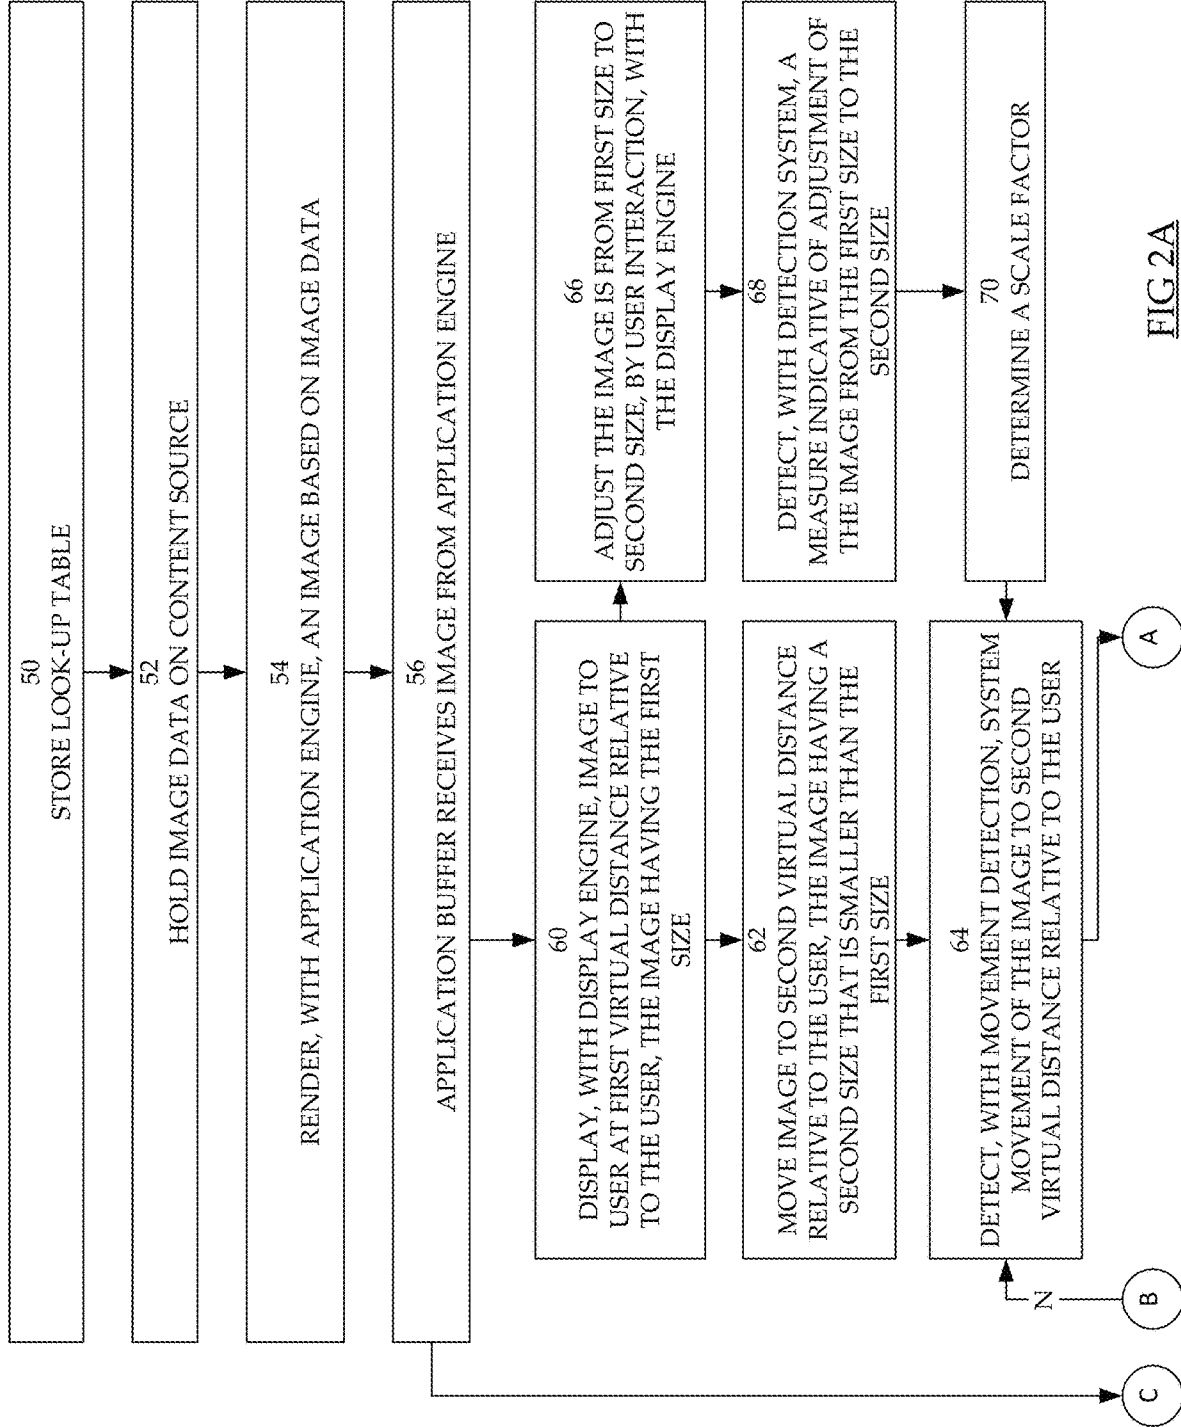 50
STORE LOOK-UP TABLE
52
HOLD IMAGE DATA ON CONTENT SOURCE
54
RENDER, WITH APPLICATION ENGINE, AN IMAGE BASED ON IMAGE DATA
56
APPLICATION BUFFER RECEIVES IMAGE FROM APPLICATION ENGINE
60
DISPLAY, WITH DISPLAY ENGINE, IMAGE TO
USER AT FIRST VIRTUAL DISTANCE RELATIVE
TO THE USER, THE IMAGE HAVING THE FIRST
SIZE
62
MOVE IMAGE TO SECOND VIRTUAL DISTANCE
RELATIVE TO THE USER, THE IMAGE HAVING A
SECOND SIZE THAT IS SMALLER THAN THE
FIRST SIZE
64
DETECT, WITH MOVEMENT DETECTION, SYSTEM
MOVEMENT OF THE IMAGE TO SECOND
VIRTUAL DISTANCE RELATIVE TO THE USER
66
ADJUST THE IMAGE IS FROM FIRST SIZE TO
SECOND SIZE, BY USER INTERACTION, WITH
THE DISPLAY ENGINE
68
DETECT, WITH DETECTION SYSTEM, A
MEASURE INDICATIVE OF ADJUSTMENT OF
THE IMAGE FROM THE FIRST SIZE TO THE
SECOND SIZE
70
DETERMINE A SCALE FACTOR
N
C
B
A
FIG 2A